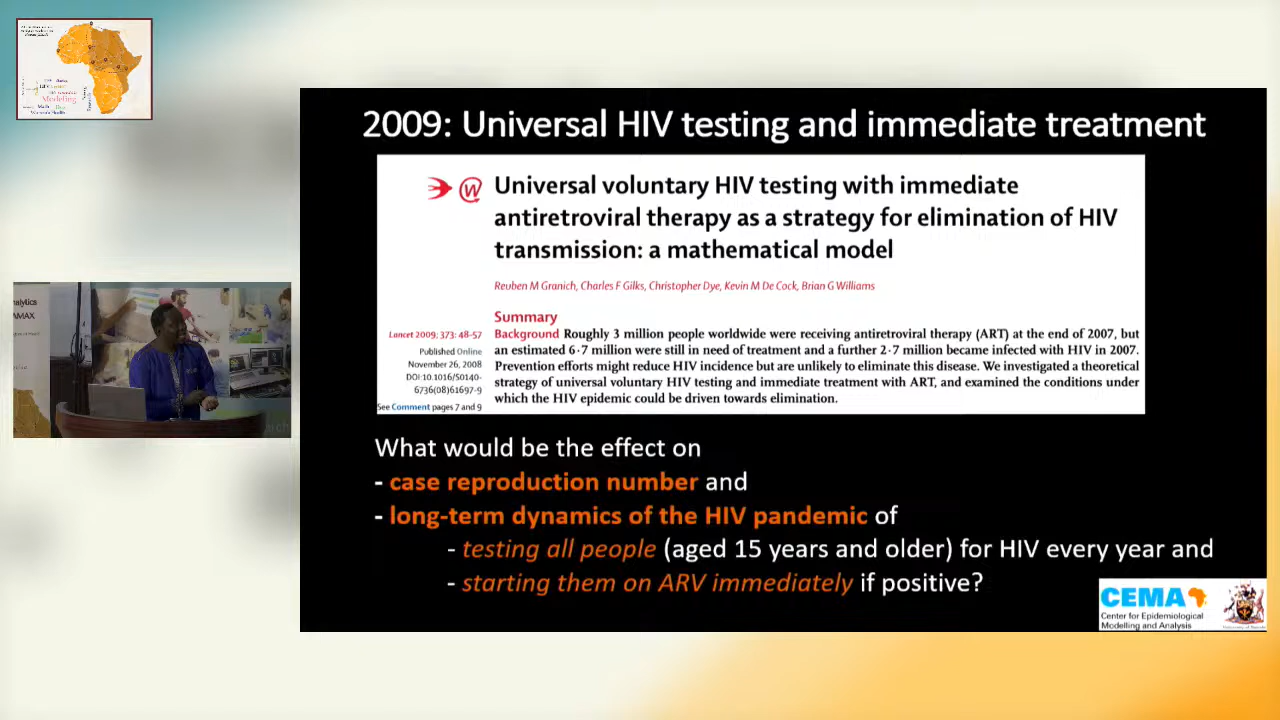 2009: Universal HIV testing and immediate treatment
Universal voluntary HIV testing with immediate
antiretroviral therapy as a strategy for elimination of HIV
transmission: a mathematical model
Reuben M Granich, Charles F Gilks, Christopher Dye, Kevin M De Cock, Brian G Williams
Lancet 2009; 373: 48-57
Published Online
November 26, 2008
DOI:10.1016/S0140-
6736(08)61697-9
See Comment pages 7 and 9
Summary
Background Roughly 3 million people worldwide were receiving antiretroviral therapy (ART) at the end of 2007, but
an estimated 6·7 million were still in need of treatment and a further 2·7 million became infected with HIV in 2007.
Prevention efforts might reduce HIV incidence but are unlikely to eliminate this disease. We investigated a theoretical
strategy of universal voluntary HIV testing and immediate treatment with ART, and examined the conditions under
which the HIV epidemic could be driven towards elimination.
What would be the effect on
- case reproduction number and
- long-term dynamics of the HIV pandemic of
- testing all people (aged 15 years and older) for HIV every year and
- starting them on ARV immediately if positive?
CEMA
Center for Epidemiological
Modelling and Analysis
Modelling
Math
Women's Health
nalytics
AMAX